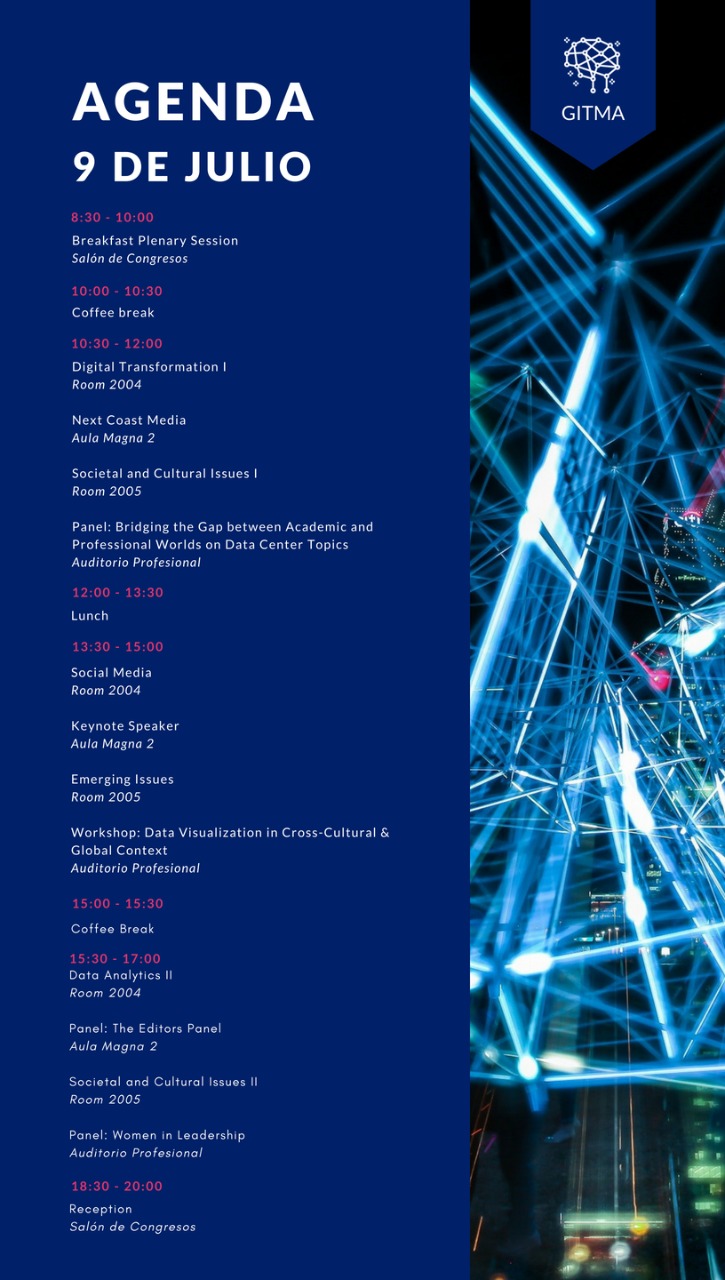 GITMA
AGENDA
9 DE JULIO
8:30 - 10:00
Breakfast Plenary Session
Salón de Congresos
10:00 - 10:30
Coffee break
10:30 - 12:00
Digital Transformation I
Room 2004
Next Coast Media
Aula Magna 2
Societal and Cultural Issues I
Room 2005
Panel: Bridging the Gap between Academic and
Professional Worlds on Data Center Topics
Auditorio Profesional
12:00 - 13:30
Lunch
13:30 - 15:00
Social Media
Room 2004
Keynote Speaker
Aula Magna 2
Emerging Issues
Room 2005
Workshop: Data Visualization in Cross-Cultural &
Global Context
Auditorio Profesional
15:00 - 15:30
Coffee Break
15:30 - 17:00
Data Analytics II
Room 2004
Panel: The Editors Panel
Aula Magna 2
Societal and Cultural Issues II
Room 2005
Panel: Women in Leadership
Auditorio Profesional
18:30 - 20:00
Reception
Salón de Congresos
citi